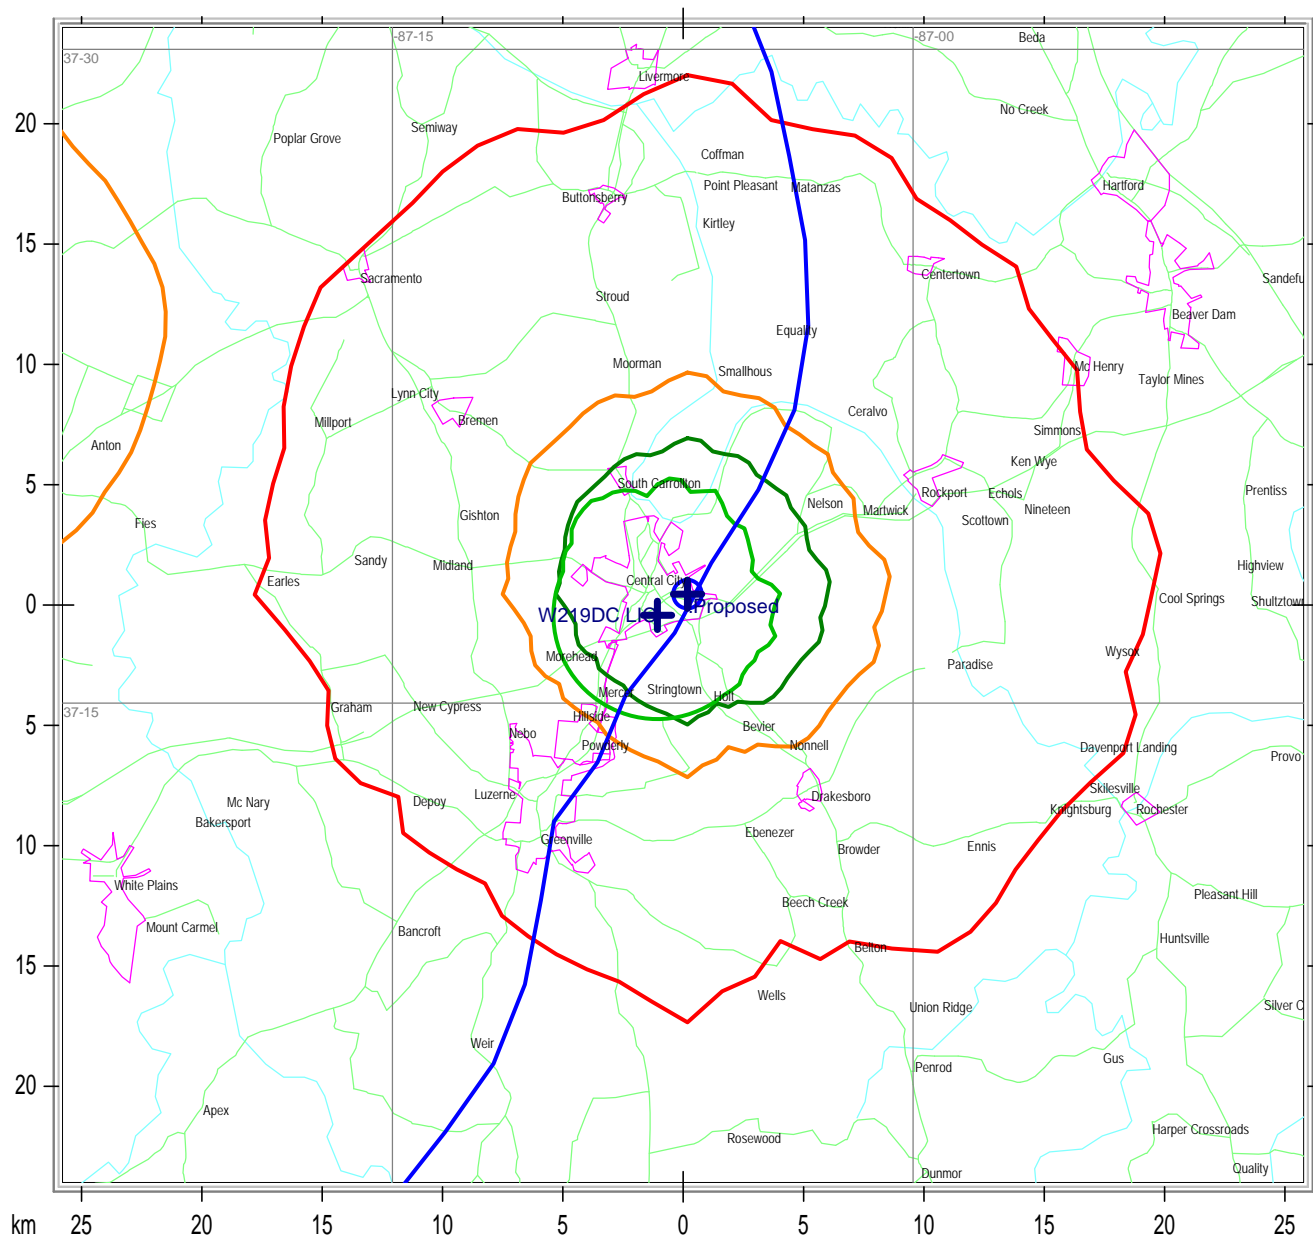 -87-15
-87-00
Beda
37-30
Livermore
No Creek
20
Semiway
Poplar Grove
Coffman
Point Pleasant
Matanzas
Hartford
Buttonsberry
Kirtley
15
Sacramento
Centertown
Sandefu
Stroud
Beaver Dam
Equality
10
Moorman
Smallhous
Mc Henry
Taylor Mines
Lynn City
Bremen
Millport
Ceralvo
Simmons
Anton
Ken Wye
5
South Carrollton
Rockport
Echols
Prentiss
Nelson
Martwick
Nineteen
Fies
Gishton
Scottown
Sandy
Midland
Highview
Earles
Central City
0
Cool Springs
Shultztown
W219DC LIC
.Proposed
Morehead
Paradise
Wysox
Mercer
Stringtown
Holt
37-15
Graham
New Cypress
Hillside
5
Nebo
Bevier
Powderly
Nonnell
Davenport Landing
Provo
Mc Nary
Depoy
Luzerne
Drakesboro
Skilesville
Bakersport
Knightsburg
Rochester
Greenville
Ebenezer
10
Browder
Ennis
White Plains
Pleasant Hill
Beech Creek
Mount Carmel
Bancroft
Belton
Huntsville
15
Wells
Union Ridge
Silver C
Weir
Gus
20
Penrod
Apex
Rosewood
Harper Crossroads
Dunmor
Quality
km
25
20
15
10
5
0
5
10
15
20
25